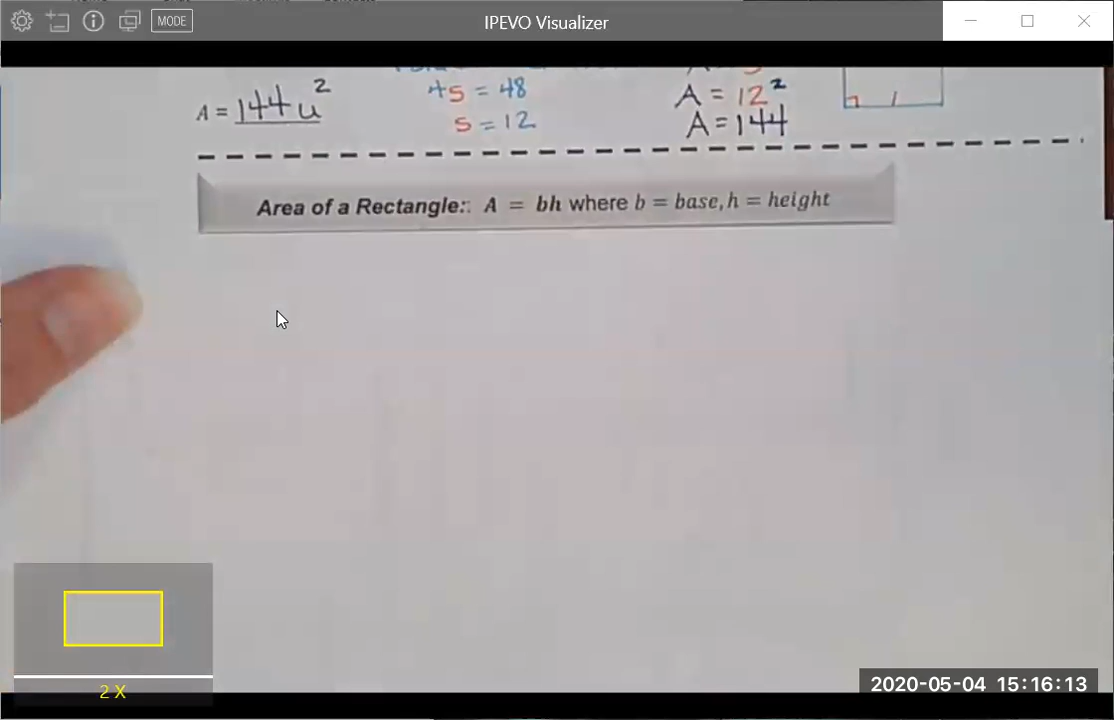 MODE
IPEVO Visualizer
4s = 48
A = 12²
A = 144 u²
s = 12
A = 144
Area of a Rectangle:: A = bh where b = base, h = height
2 X
2020-05-04 15:16:13